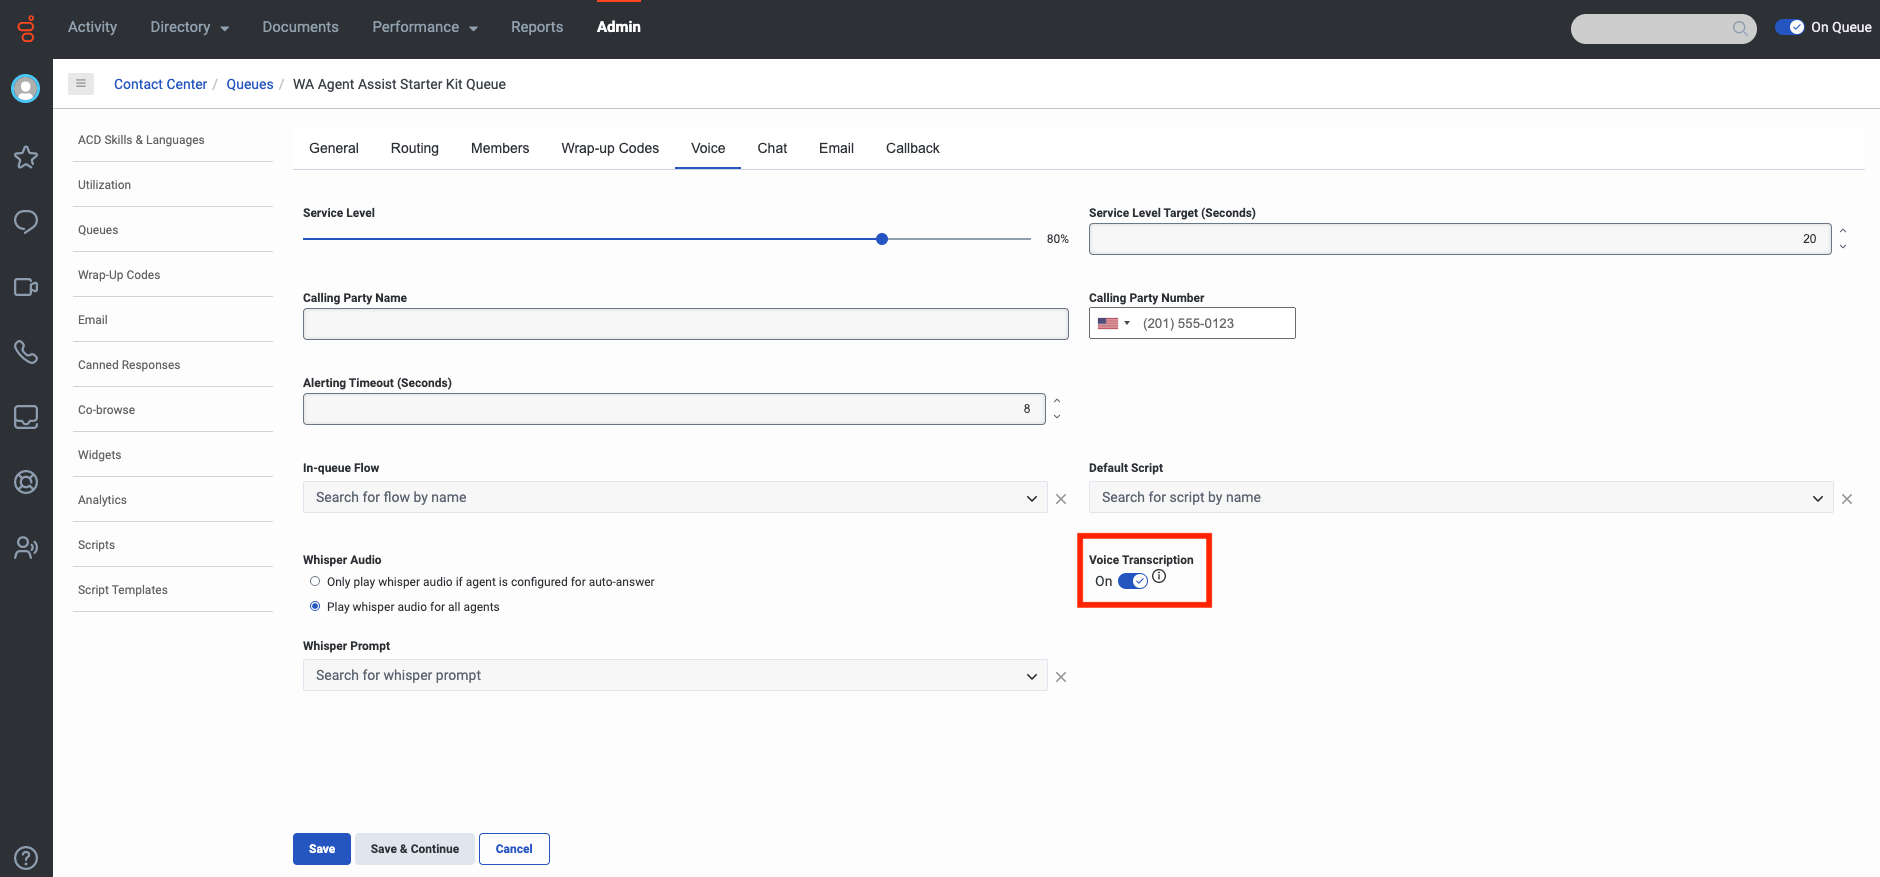 Activity Directory Documents Performance Reports Admin On Queue
Contact Center / Queues / WA Agent Assist Starter Kit Queue
ACD Skills & Languages
Utilization
Queues
Wrap-Up Codes
Email
Canned Responses
Co-browse
Widgets
Analytics
Scripts
Script Templates
General Routing Members Wrap-up Codes Voice Chat Email Callback
Service Level
80%
Service Level Target (Seconds)
20
Calling Party Name
Calling Party Number
(201) 555-0123
Alerting Timeout (Seconds)
8
In-queue Flow
Search for flow by name
Default Script
Search for script by name
Whisper Audio
Only play whisper audio if agent is configured for auto-answer
Play whisper audio for all agents
Voice Transcription
On
Whisper Prompt
Search for whisper prompt
Save Save & Continue Cancel